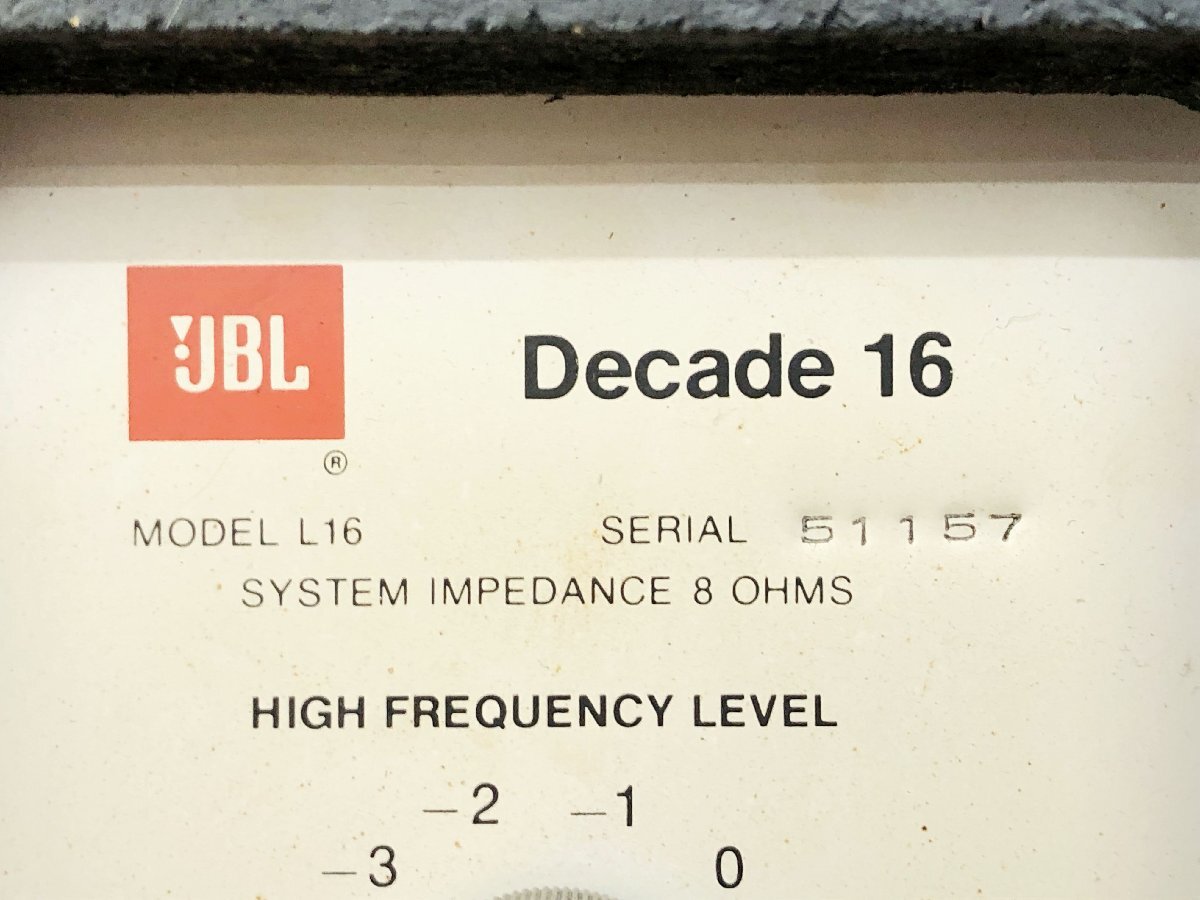 JBL
Decade 16
®
MODEL L16 SERIAL 51157
SYSTEM IMPEDANCE 8 OHMS
HIGH FREQUENCY LEVEL
-2 -1
-3 0